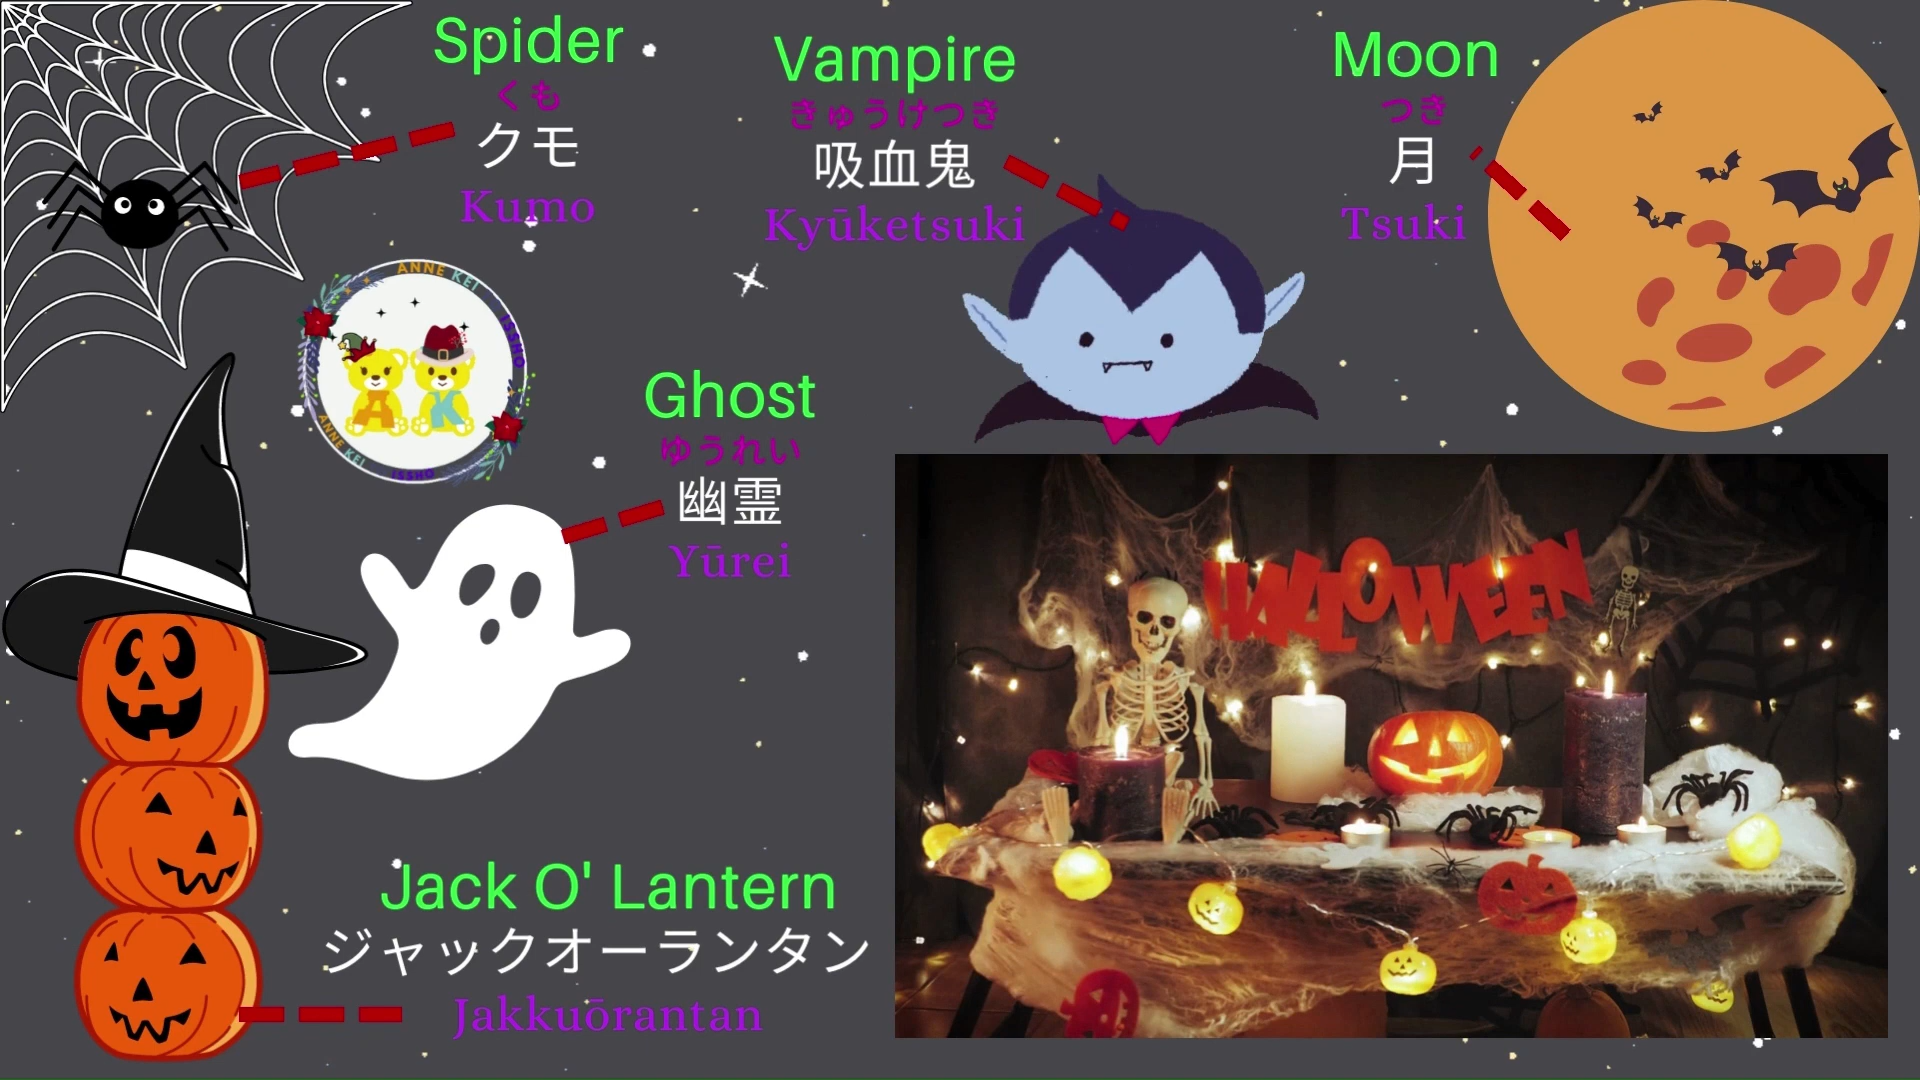 Spider
くも
クモ
Kumo
Vampire
きゅうけつき
吸血鬼
Kyūketsuki
Moon
つき
月
Tsuki
ANNE KEI
ISSHO
ANNE
KEI
ISSHO
A K
Ghost
ゆうれい
幽霊
Yūrei
HALLOWEEN
Jack O' Lantern
ジャックオーランタン
Jakkuōrantan